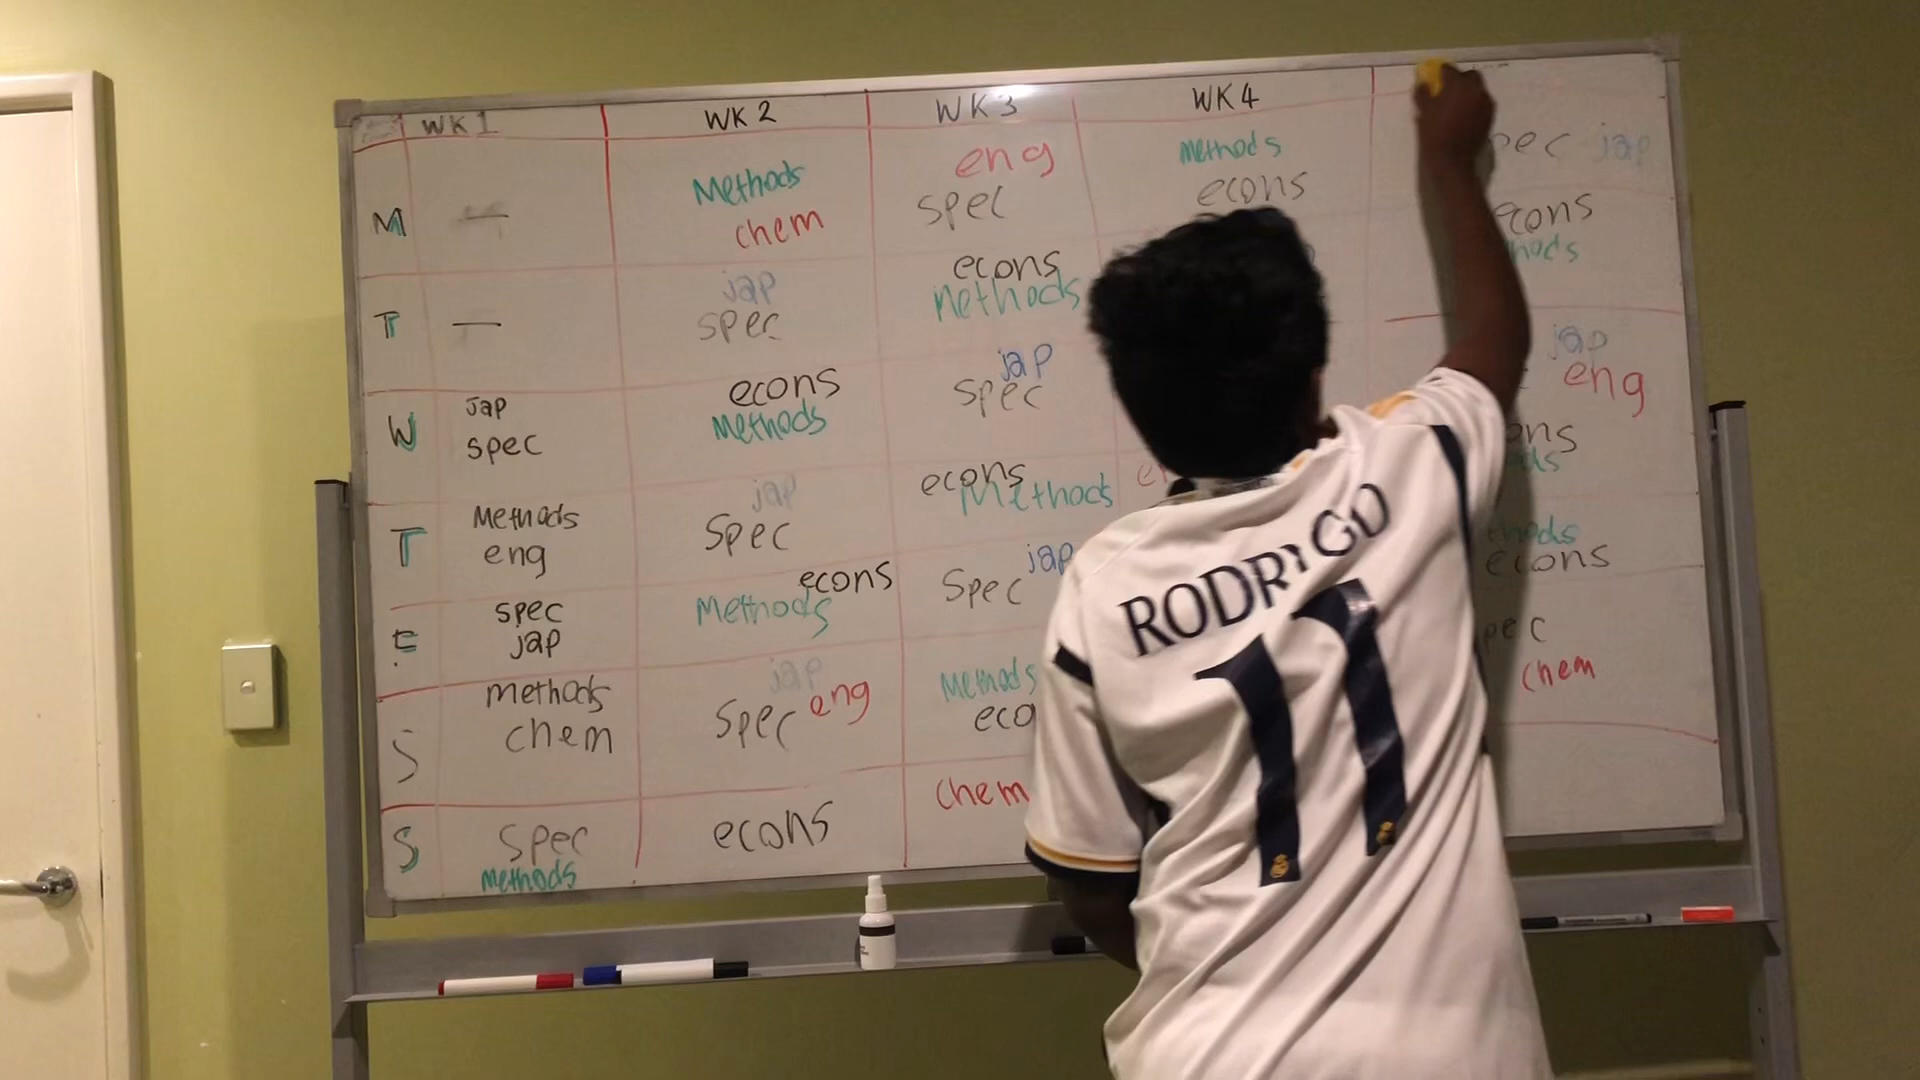 WK 1 WK 2 WK 3 WK 4
M Methods eng Methods
chem spec econs
econs
jap Methods
T spec
econs
jap
econs
Methods
jap
spec
W jap
spec
econs
Methods
jap
spec
jap
eng
T Methods
eng
jap
spec
econs
Methods
econs
F spec
jap
econs
Methods
spec jap
chem
S methods
chem
jap
spec eng
Methods
S spec
Methods
econs
chem
RODRYGO
11